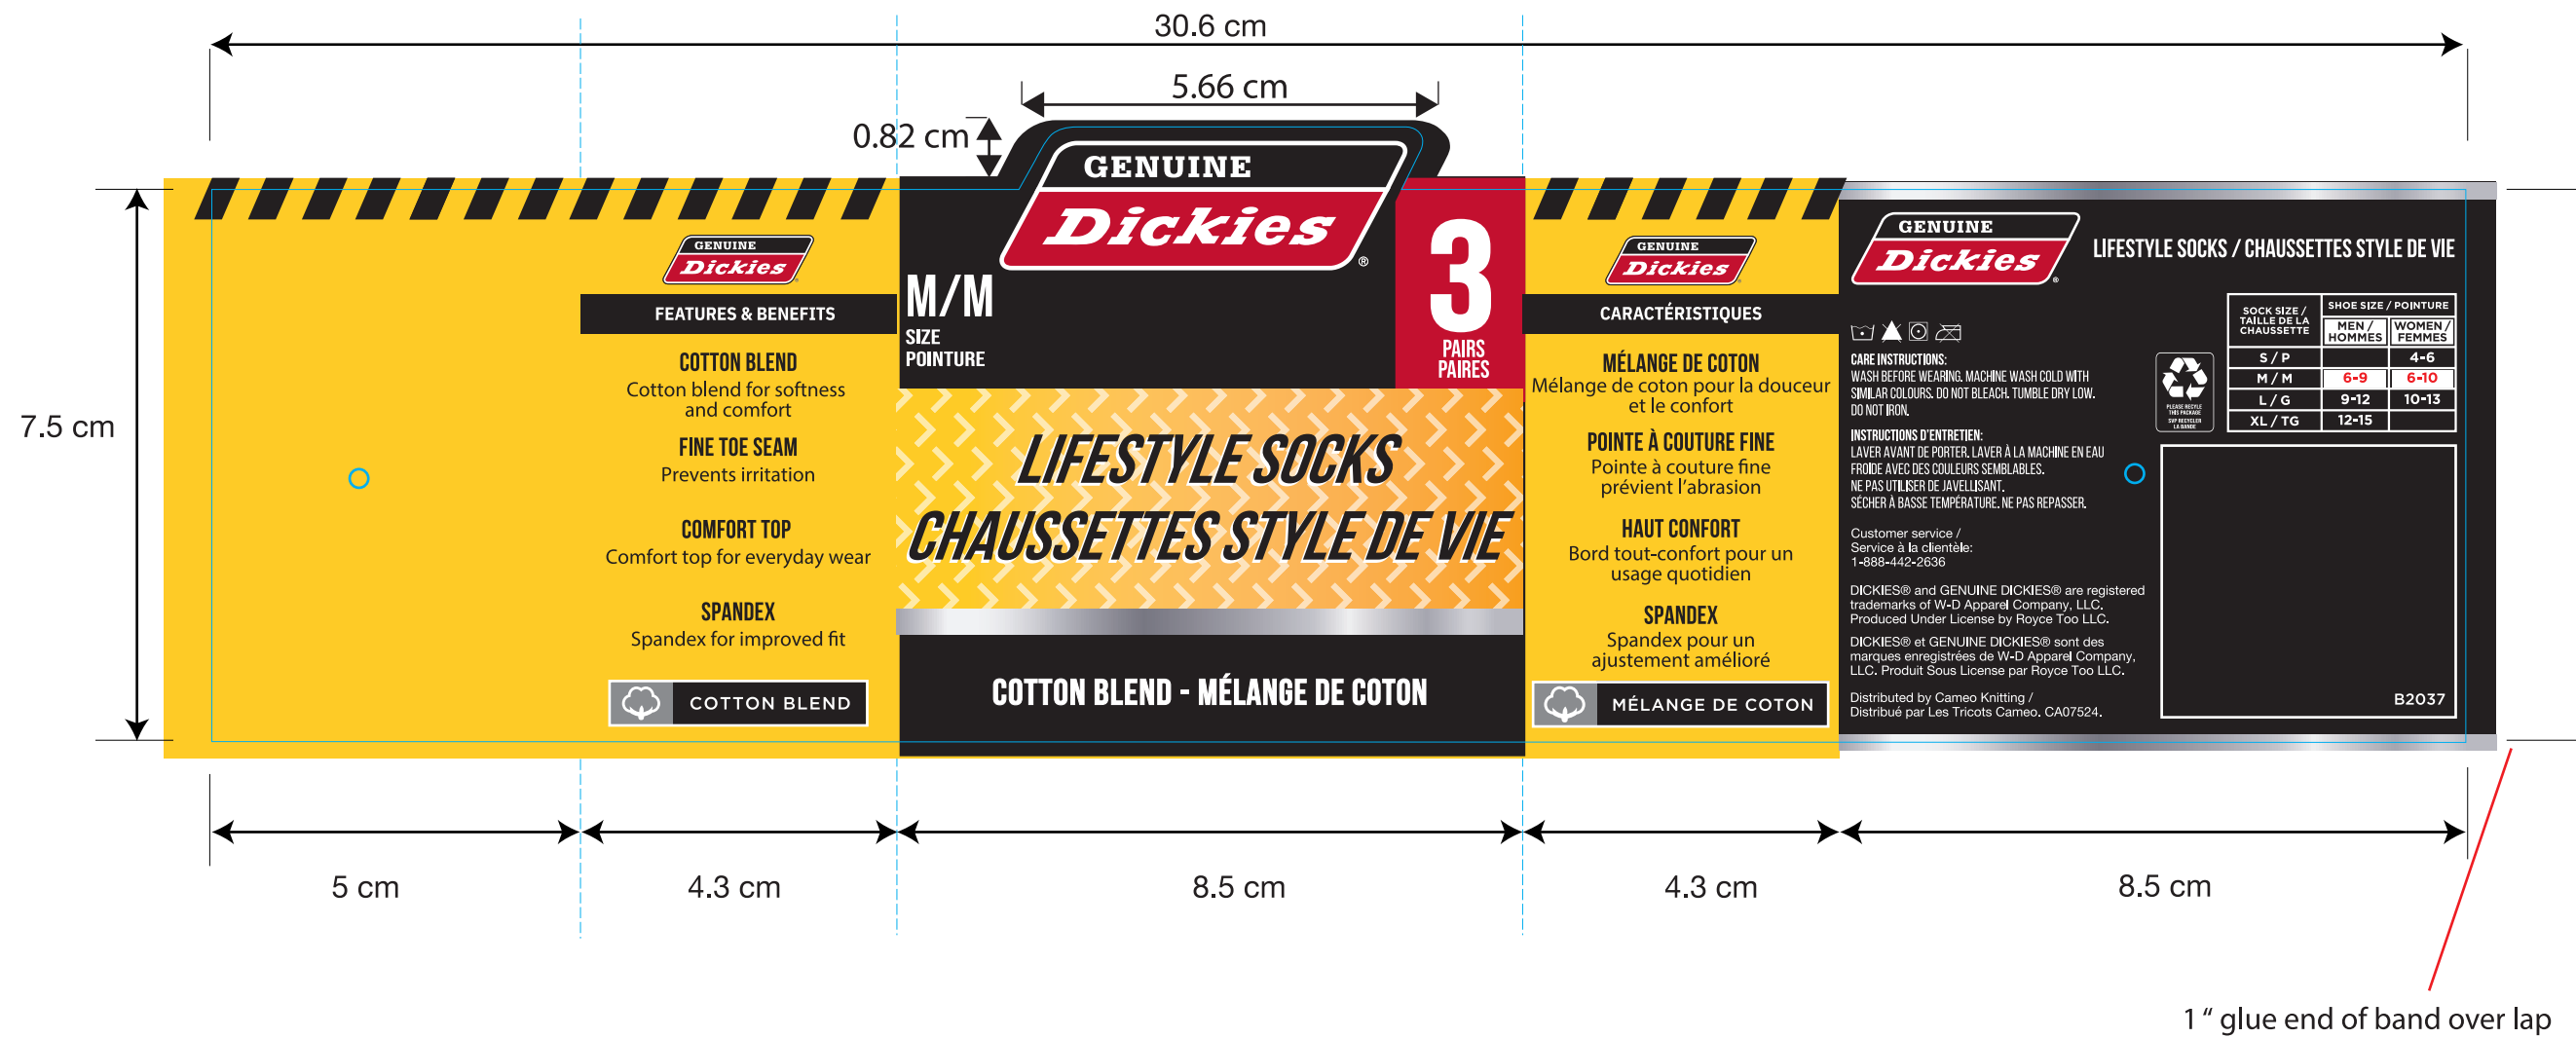 30.6 cm
5.66 cm
0.82 cm
7.5 cm
GENUINE
Dickies
FEATURES & BENEFITS
COTTON BLEND
Cotton blend for softness
and comfort
FINE TOE SEAM
Prevents irritation
COMFORT TOP
Comfort top for everyday wear
SPANDEX
Spandex for improved fit
COTTON BLEND
GENUINE
Dickies®
M/M
SIZE
POINTURE
3
PAIRS
PAIRES
LIFESTYLE SOCKS
CHAUSSETTES STYLE DE VIE
COTTON BLEND - MÉLANGE DE COTON
GENUINE
Dickies
CARACTÉRISTIQUES
MÉLANGE DE COTON
Mélange de coton pour la douceur
et le confort
POINTE À COUTURE FINE
Pointe à couture fine
prévient l'abrasion
HAUT CONFORT
Bord tout-confort pour un
usage quotidien
SPANDEX
Spandex pour un
ajustement amélioré
MÉLANGE DE COTON
GENUINE
Dickies®
LIFESTYLE SOCKS / CHAUSSETTES STYLE DE VIE
CARE INSTRUCTIONS:
WASH BEFORE WEARING. MACHINE WASH COLD WITH
SIMILAR COLOURS. DO NOT BLEACH. TUMBLE DRY LOW.
DO NOT IRON.
INSTRUCTIONS D'ENTRETIEN:
LAVER AVANT DE PORTER. LAVER À LA MACHINE EN EAU
FROIDE AVEC DES COULEURS SEMBLABLES.
NE PAS UTILISER DE JAVELLISANT.
SÉCHER À BASSE TEMPÉRATURE. NE PAS REPASSER.
Customer service /
Service à la clientèle:
1-888-442-2636
DICKIES® and GENUINE DICKIES® are registered
trademarks of W-D Apparel Company, LLC.
Produced Under License by Royce Too LLC.
DICKIES® et GENUINE DICKIES® sont des
marques enregistrées de W-D Apparel Company,
LLC. Produit Sous License par Royce Too LLC.
Distributed by Cameo Knitting /
Distribué par Les Tricots Cameo. CA07524.
PLEASE RECYLE
THIS PACKAGE
SVP RECYCLER
LA BANDE
SOCK SIZE /
TAILLE DE LA
CHAUSSETTE
SHOE SIZE / POINTURE
MEN /
HOMMES
WOMEN /
FEMMES
S / P 4-6
M / M 6-9 6-10
L / G 9-12 10-13
XL / TG 12-15
B2037
5 cm
4.3 cm
8.5 cm
4.3 cm
8.5 cm
1 “ glue end of band over lap